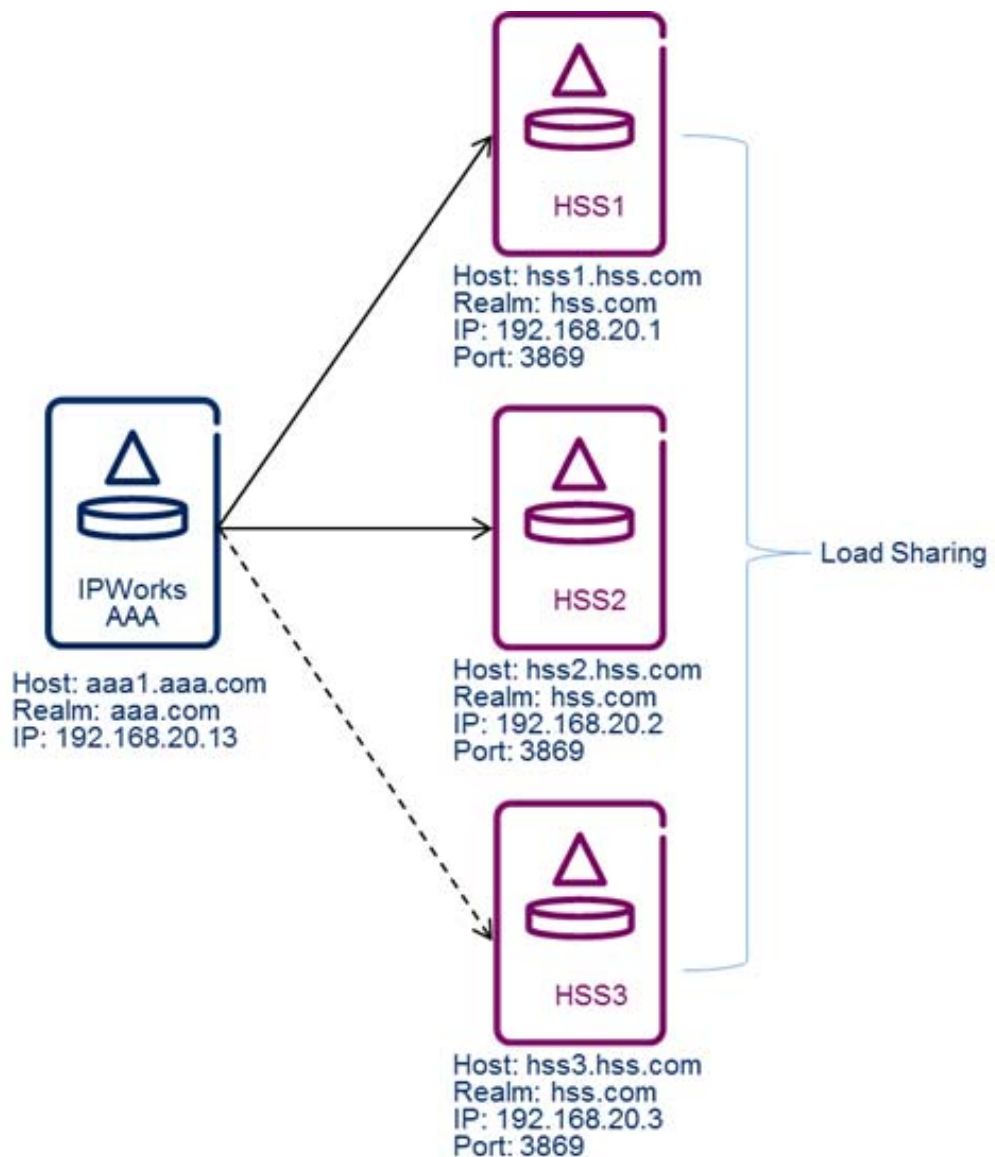 HSS1
Host: hss1.hss.com
Realm: hss.com
IP: 192.168.20.1
Port: 3869
IPWorks
AAA
Host: aaa1.aaa.com
Realm: aaa.com
IP: 192.168.20.13
HSS2
Host: hss2.hss.com
Realm: hss.com
IP: 192.168.20.2
Port: 3869
Load Sharing
HSS3
Host: hss3.hss.com
Realm: hss.com
IP: 192.168.20.3
Port: 3869